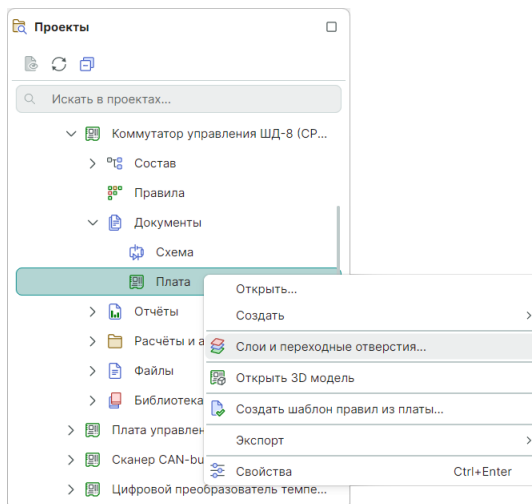 Проекты
Искать в проектах...
Коммутатор управления ШД-8 (СР...
Состав
Правила
Документы
Схема
Плата
Отчёты
Расчёты и а
Файлы
Библиотека
Плата управлен
Сканер CAN-bu
Цифровой преобразователь темпе...
Открыть...
Создать
Слои и переходные отверстия...
Открыть 3D модель
Создать шаблон правил из платы...
Экспорт
Свойства Ctrl+Enter